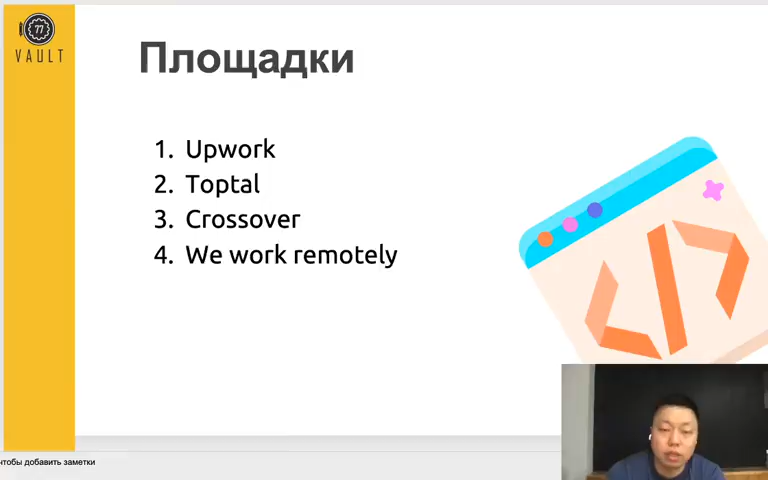 77
VAULT
Площадки
1. Upwork
2. Toptal
3. Crossover
4. We work remotely
чтобы добавить заметки